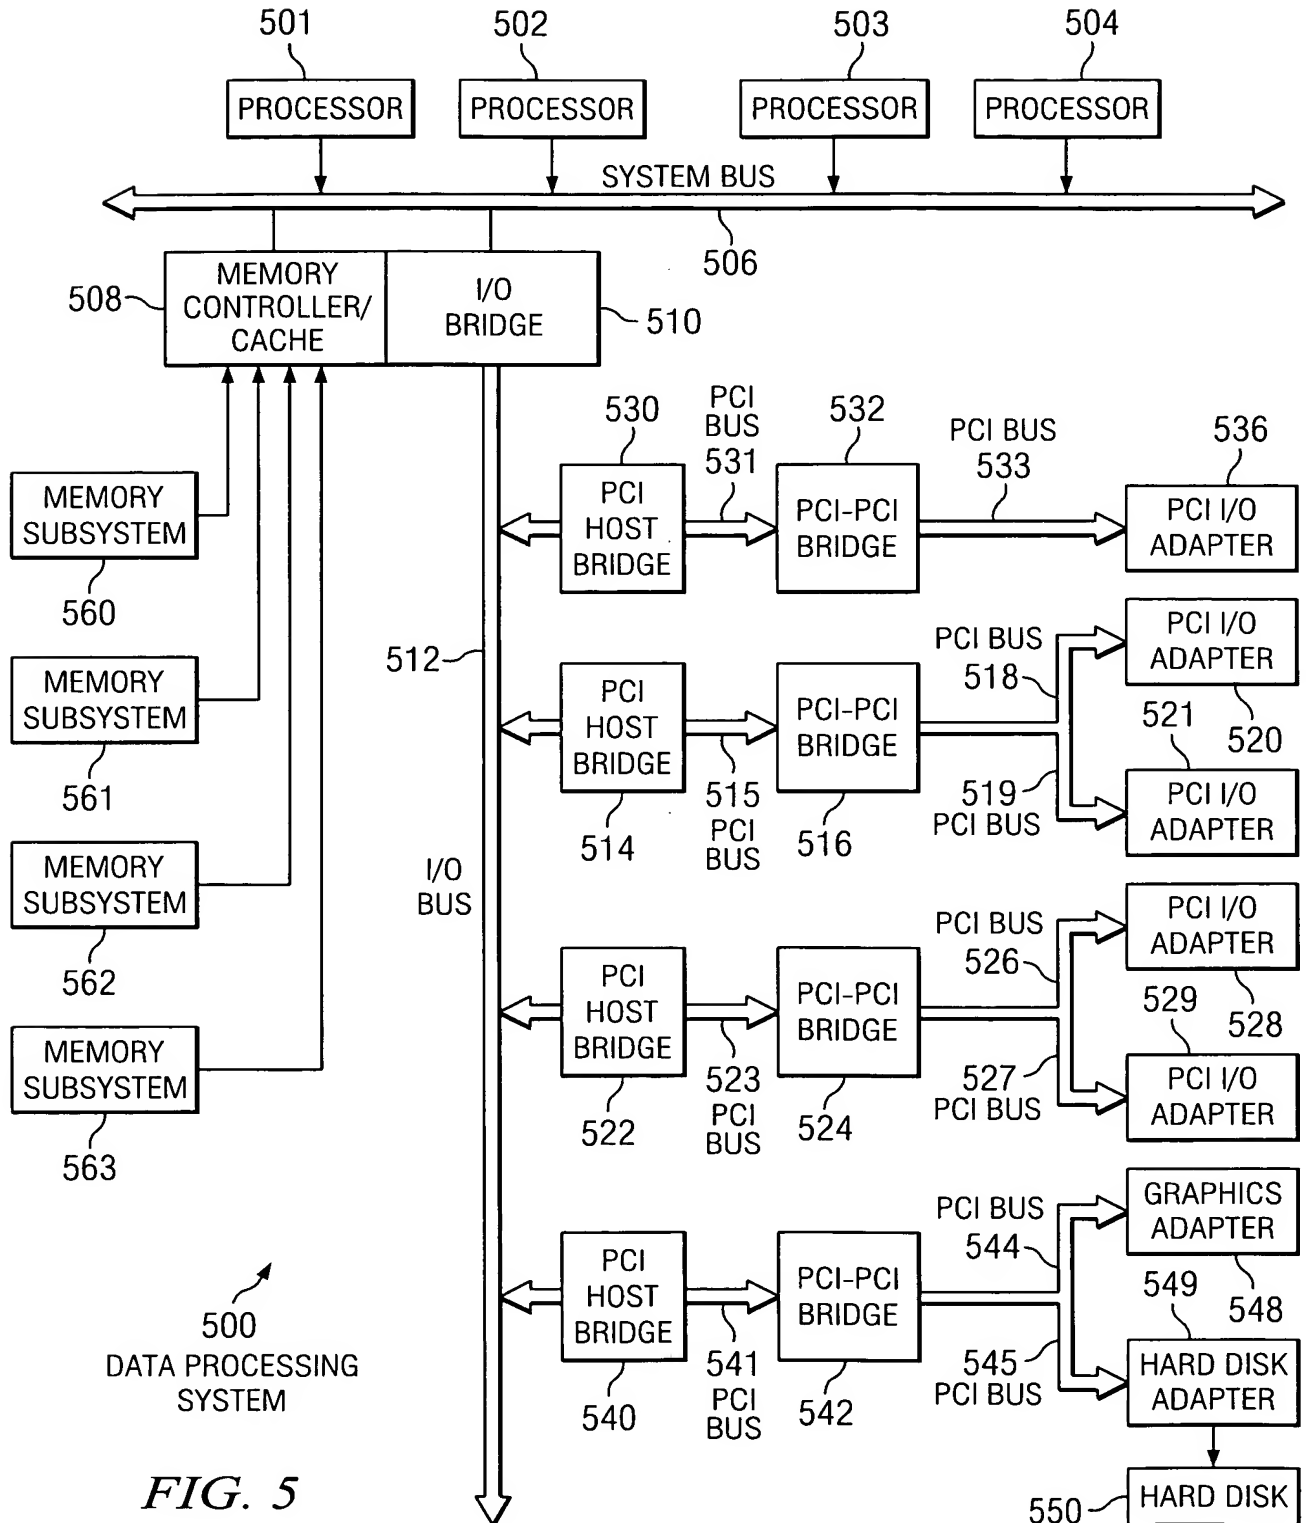 501
502
503
504
PROCESSOR
PROCESSOR
PROCESSOR
PROCESSOR
SYSTEM BUS
506
508
MEMORY
CONTROLLER/
CACHE
I/O
BRIDGE
510
MEMORY
SUBSYSTEM
560
MEMORY
SUBSYSTEM
561
MEMORY
SUBSYSTEM
562
MEMORY
SUBSYSTEM
563
512
I/O
BUS
530
PCI
HOST
BRIDGE
PCI
BUS
531
532
PCI-PCI
BRIDGE
PCI BUS
533
536
PCI I/O
ADAPTER
PCI
HOST
BRIDGE
514
515
PCI
BUS
PCI-PCI
BRIDGE
516
PCI BUS
518
PCI I/O
ADAPTER
520
519
PCI BUS
521
PCI I/O
ADAPTER
PCI
HOST
BRIDGE
522
523
PCI
BUS
PCI-PCI
BRIDGE
524
PCI BUS
526
PCI I/O
ADAPTER
528
527
PCI BUS
529
PCI I/O
ADAPTER
PCI
HOST
BRIDGE
540
541
PCI
BUS
PCI-PCI
BRIDGE
542
PCI BUS
544
GRAPHICS
ADAPTER
548
545
PCI BUS
549
HARD DISK
ADAPTER
550
HARD DISK
500
DATA PROCESSING
SYSTEM
FIG. 5